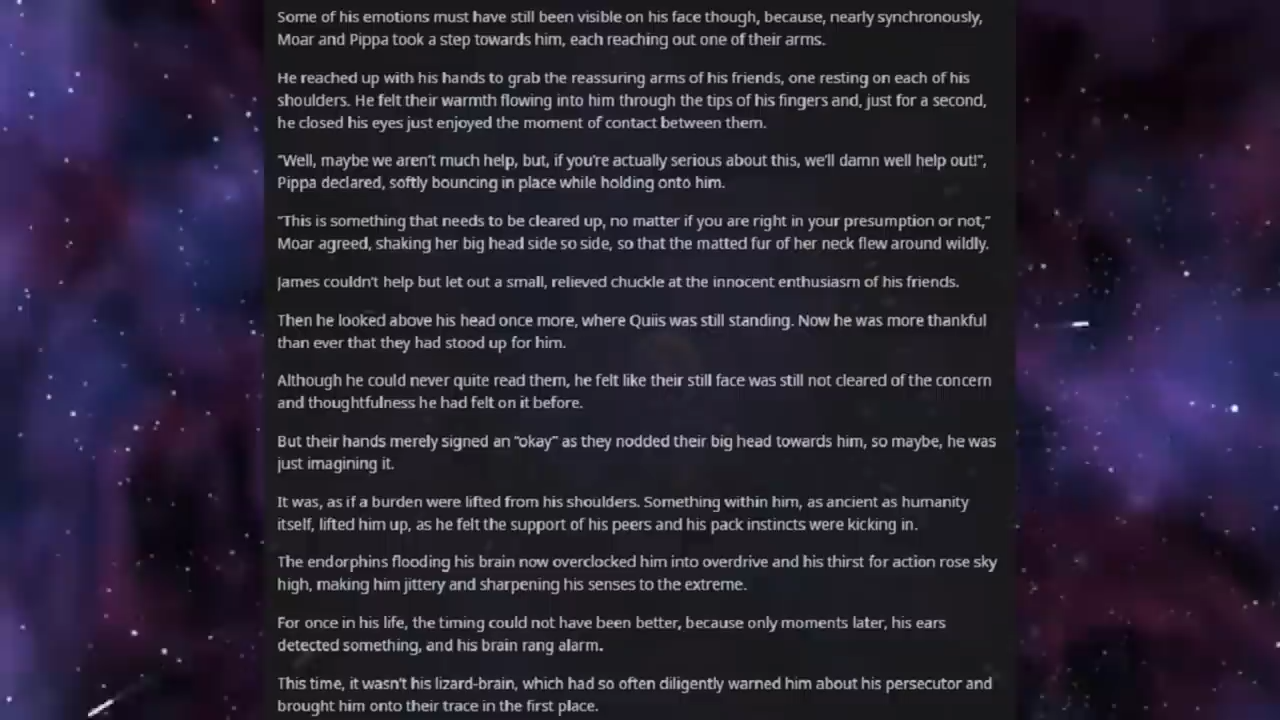 Some of his emotions must have still been visible on his face though, because, nearly synchronously,
Moar and Pippa took a step towards him, each reaching out one of their arms.
He reached up with his hands to grab the reassuring arms of his friends, one resting on each of his
shoulders. He felt their warmth flowing into him through the tips of his fingers and, just for a second,
he closed his eyes just enjoyed the moment of contact between them.
“Well, maybe we aren’t much help, but, if you’re actually serious about this, we’ll damn well help out!”,
Pippa declared, softly bouncing in place while holding onto him.
“This is something that needs to be cleared up, no matter if you are right in your presumption or not,”
Moar agreed, shaking her big head side so side, so that the matted fur of her neck flew around wildly.
James couldn’t help but let out a small, relieved chuckle at the innocent enthusiasm of his friends.
Then he looked above his head once more, where Quiis was still standing. Now he was more thankful
than ever that they had stood up for him.
Although he could never quite read them, he felt like their still face was still not cleared of the concern
and thoughtfulness he had felt on it before.
But their hands merely signed an “okay” as they nodded their big head towards him, so maybe, he was
just imagining it.
It was, as if a burden were lifted from his shoulders. Something within him, as ancient as humanity
itself, lifted him up, as he felt the support of his peers and his pack instincts were kicking in.
The endorphins flooding his brain now overclocked him into overdrive and his thirst for action rose sky
high, making him jittery and sharpening his senses to the extreme.
For once in his life, the timing could not have been better, because only moments later, his ears
detected something, and his brain rang alarm.
This time, it wasn’t his lizard-brain, which had so often diligently warned him about his persecutor and
brought him onto their trace in the first place.